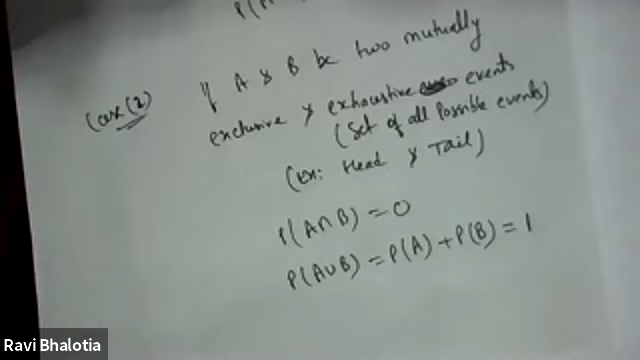 P(A
Case (2) If A & B be two mutually
exclusive & exhaustive events
(Set of all Possible events)
(Ex: Head & Tail)
P(A∩B) = 0
P(A∪B) = P(A) + P(B) = 1
Ravi Bhalotia